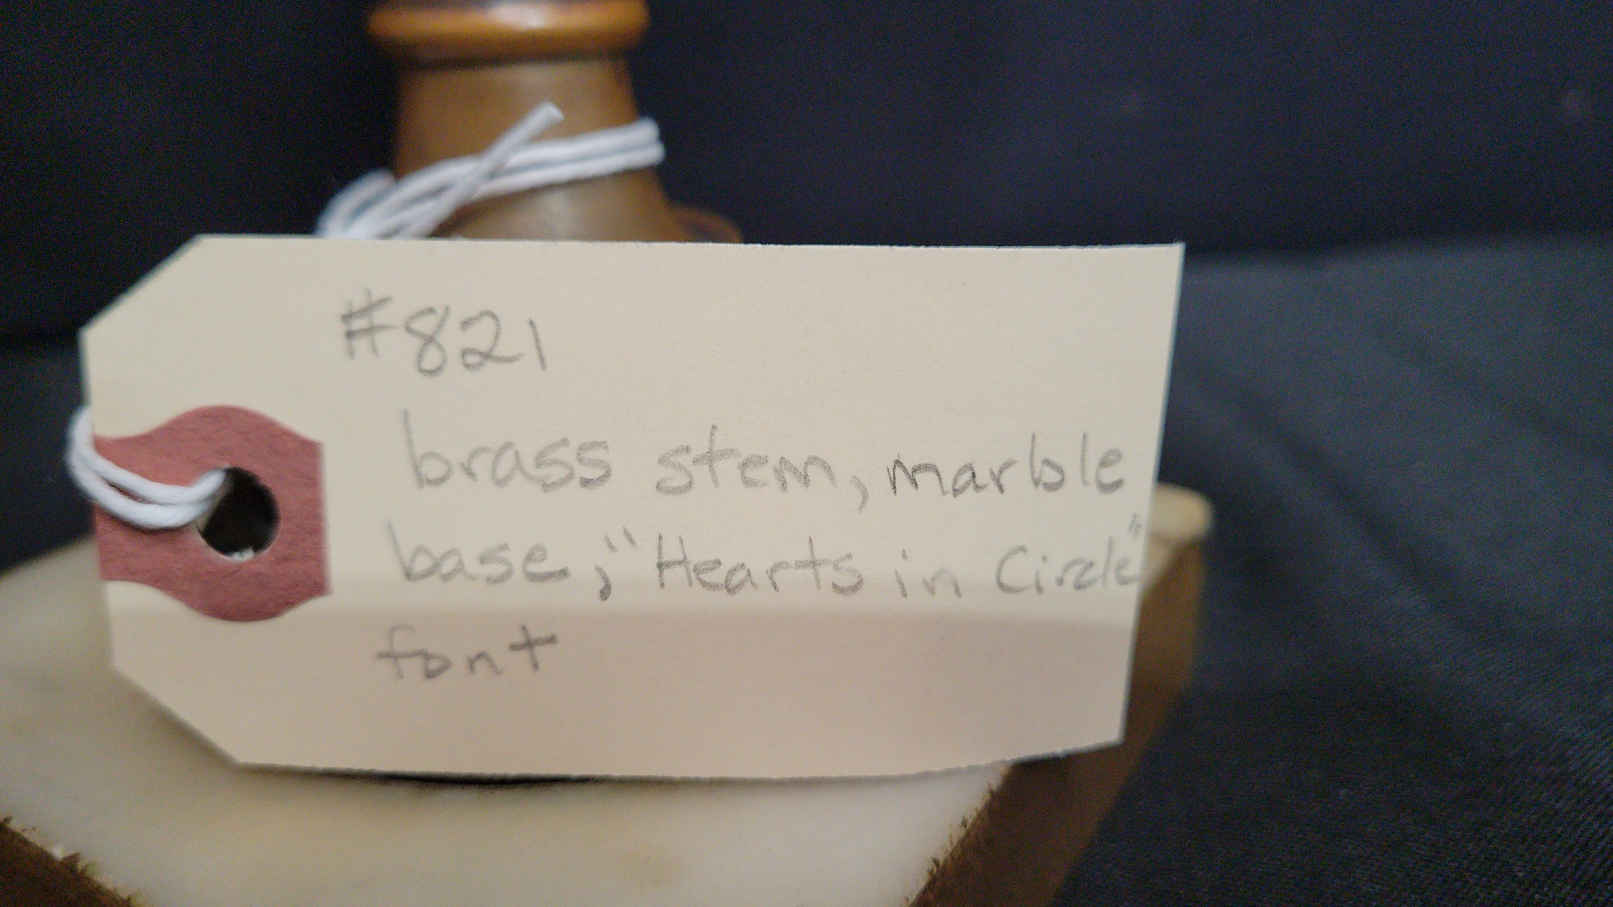 #821
brass stem, marble
base, "Hearts in Circle"
font